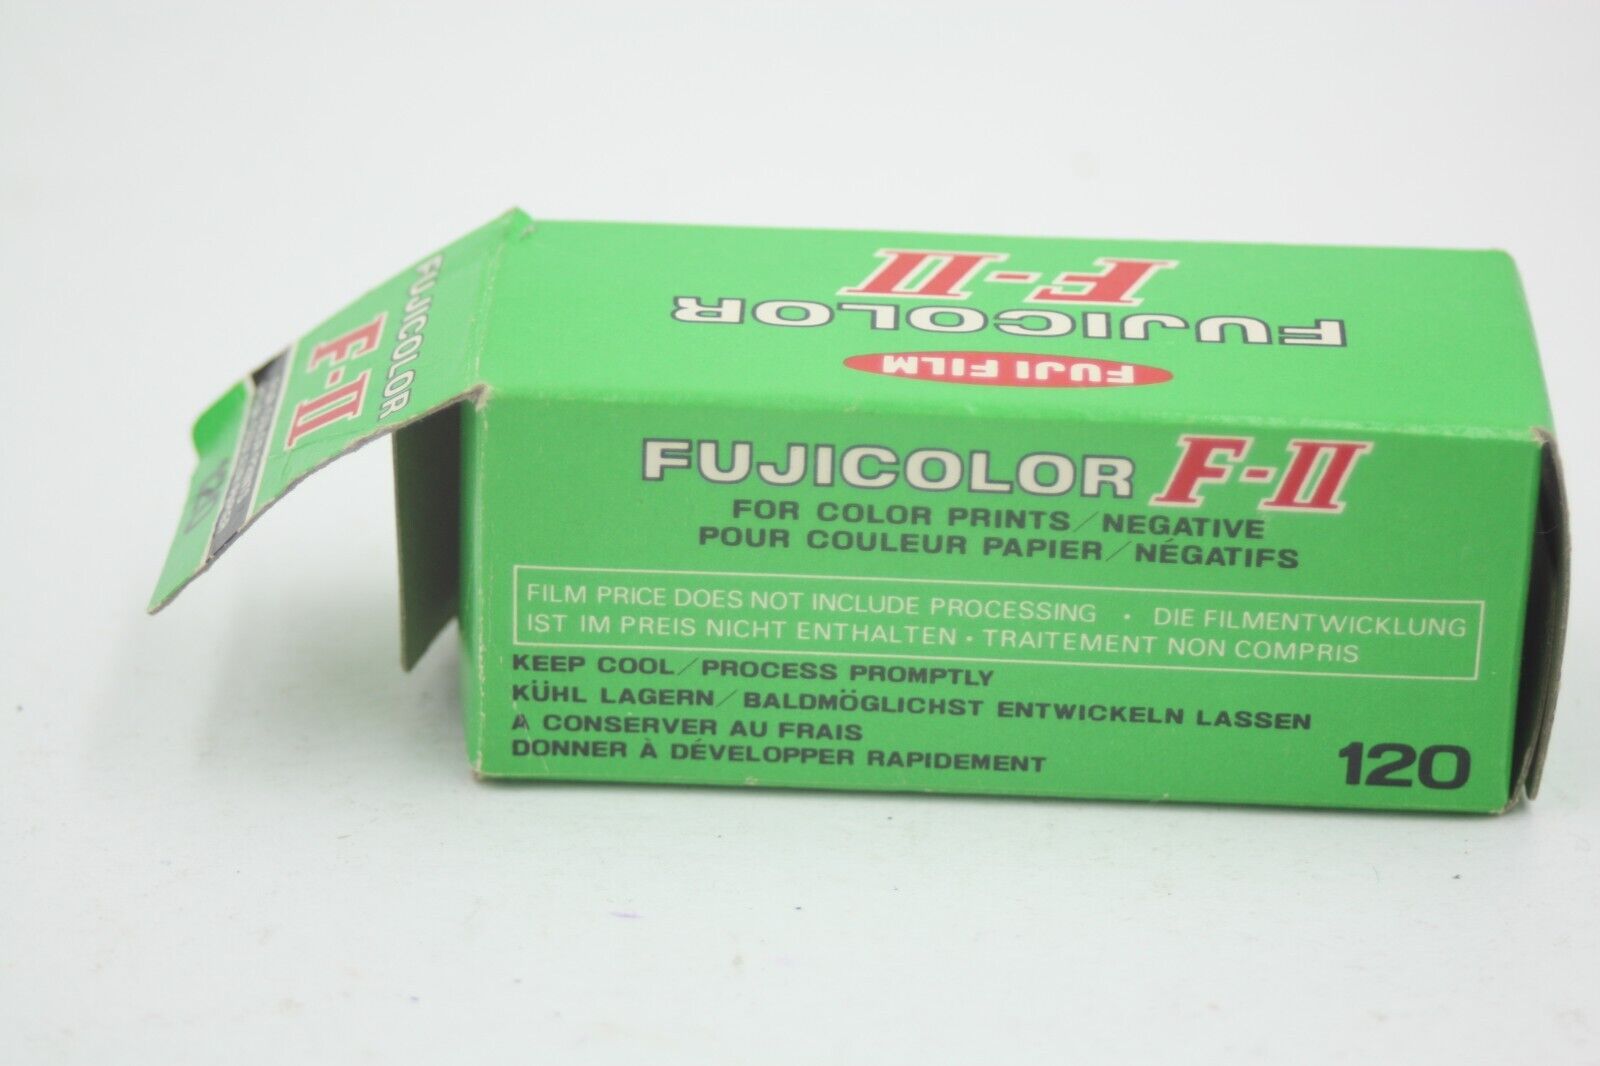 FUJICOLOR
F-II
FUJI FILM
FUJICOLOR
F-II
120
FUJICOLOR F-II
FOR COLOR PRINTS/NEGATIVE
POUR COULEUR PAPIER/NÉGATIFS
FILM PRICE DOES NOT INCLUDE PROCESSING · DIE FILMENTWICKLUNG
IST IM PREIS NICHT ENTHALTEN · TRAITEMENT NON COMPRIS
KEEP COOL/PROCESS PROMPTLY
KÜHL LAGERN/BALDMÖGLICHST ENTWICKELN LASSEN
A CONSERVER AU FRAIS
DONNER À DÉVELOPPER RAPIDEMENT
120